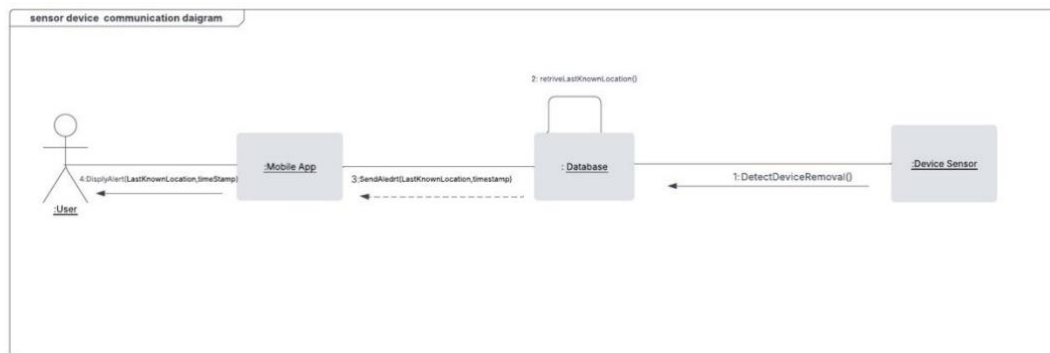 sensor device communication daigram
2: retriveLastKnownLocation()
:Mobile App
: Database
:Device Sensor
4:DisplyAlert(LastKnownLocation,timeStamp)
3:SendAledrt(LastKnownLocation,timestamp)
1:DetectDeviceRemoval()
:User